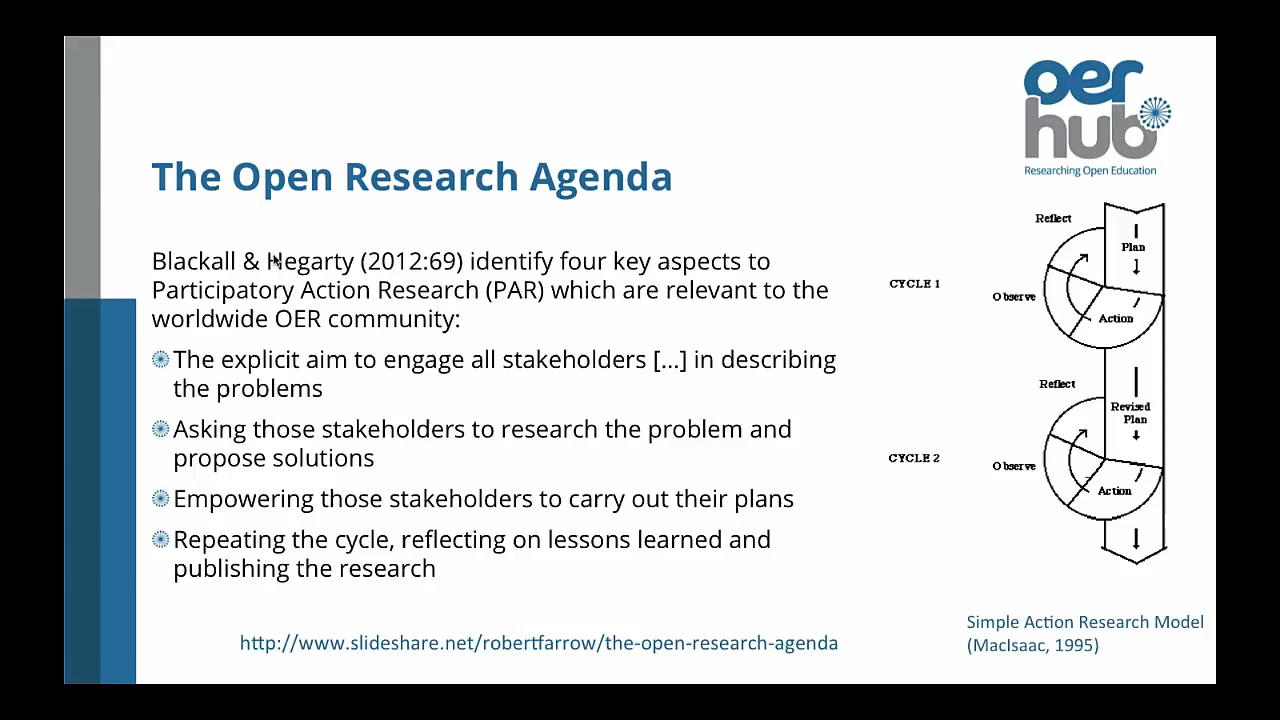 oer
hub
Researching Open Education
The Open Research Agenda
Blackall & Hegarty (2012:69) identify four key aspects to
Participatory Action Research (PAR) which are relevant to the
worldwide OER community:
The explicit aim to engage all stakeholders [...] in describing
the problems
Asking those stakeholders to research the problem and
propose solutions
Empowering those stakeholders to carry out their plans
Repeating the cycle, reflecting on lessons learned and
publishing the research
http://www.slideshare.net/robertfarrow/the-open-research-agenda
Reflect
Plan
CYCLE 1
Observe
Action
Reflect
Revised
Plan
CYCLE 2
Observe
Action
Simple Action Research Model
(MacIsaac, 1995)